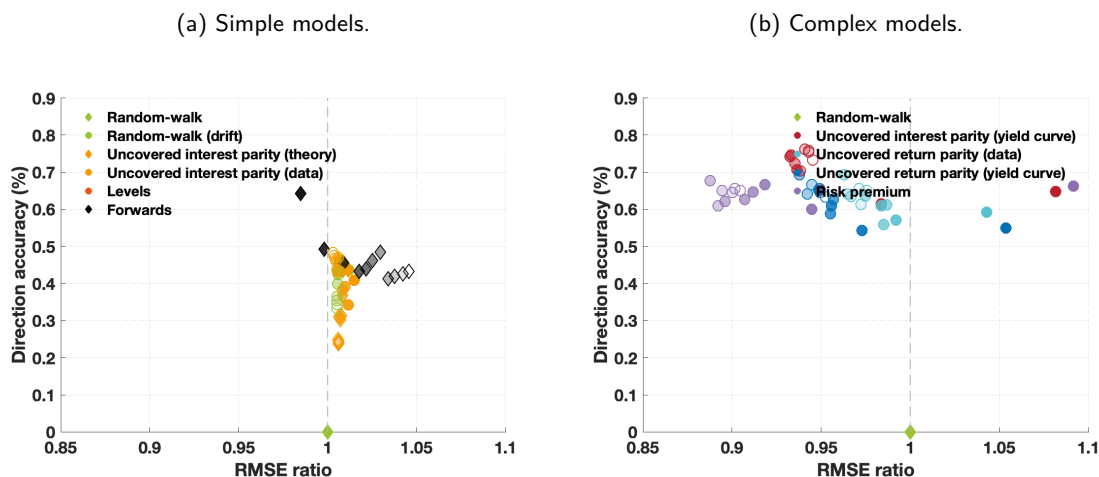 (a) Simple models.
0.9
0.8
0.7
0.6
0.5
0.4
0.3
0.2
0.1
0
Direction accuracy (%)
Random-walk
Random-walk (drift)
Uncovered interest parity (theory)
Uncovered interest parity (data)
Levels
Forwards
0.85
0.9
0.95
1
1.05
1.1
RMSE ratio
(b) Complex models.
0.9
0.8
0.7
0.6
0.5
0.4
0.3
0.2
0.1
0
Direction accuracy (%)
Random-walk
Uncovered interest parity (yield curve)
Uncovered return parity (data)
Uncovered return parity (yield curve)
Risk premium
0.85
0.9
0.95
1
1.05
1.1
RMSE ratio